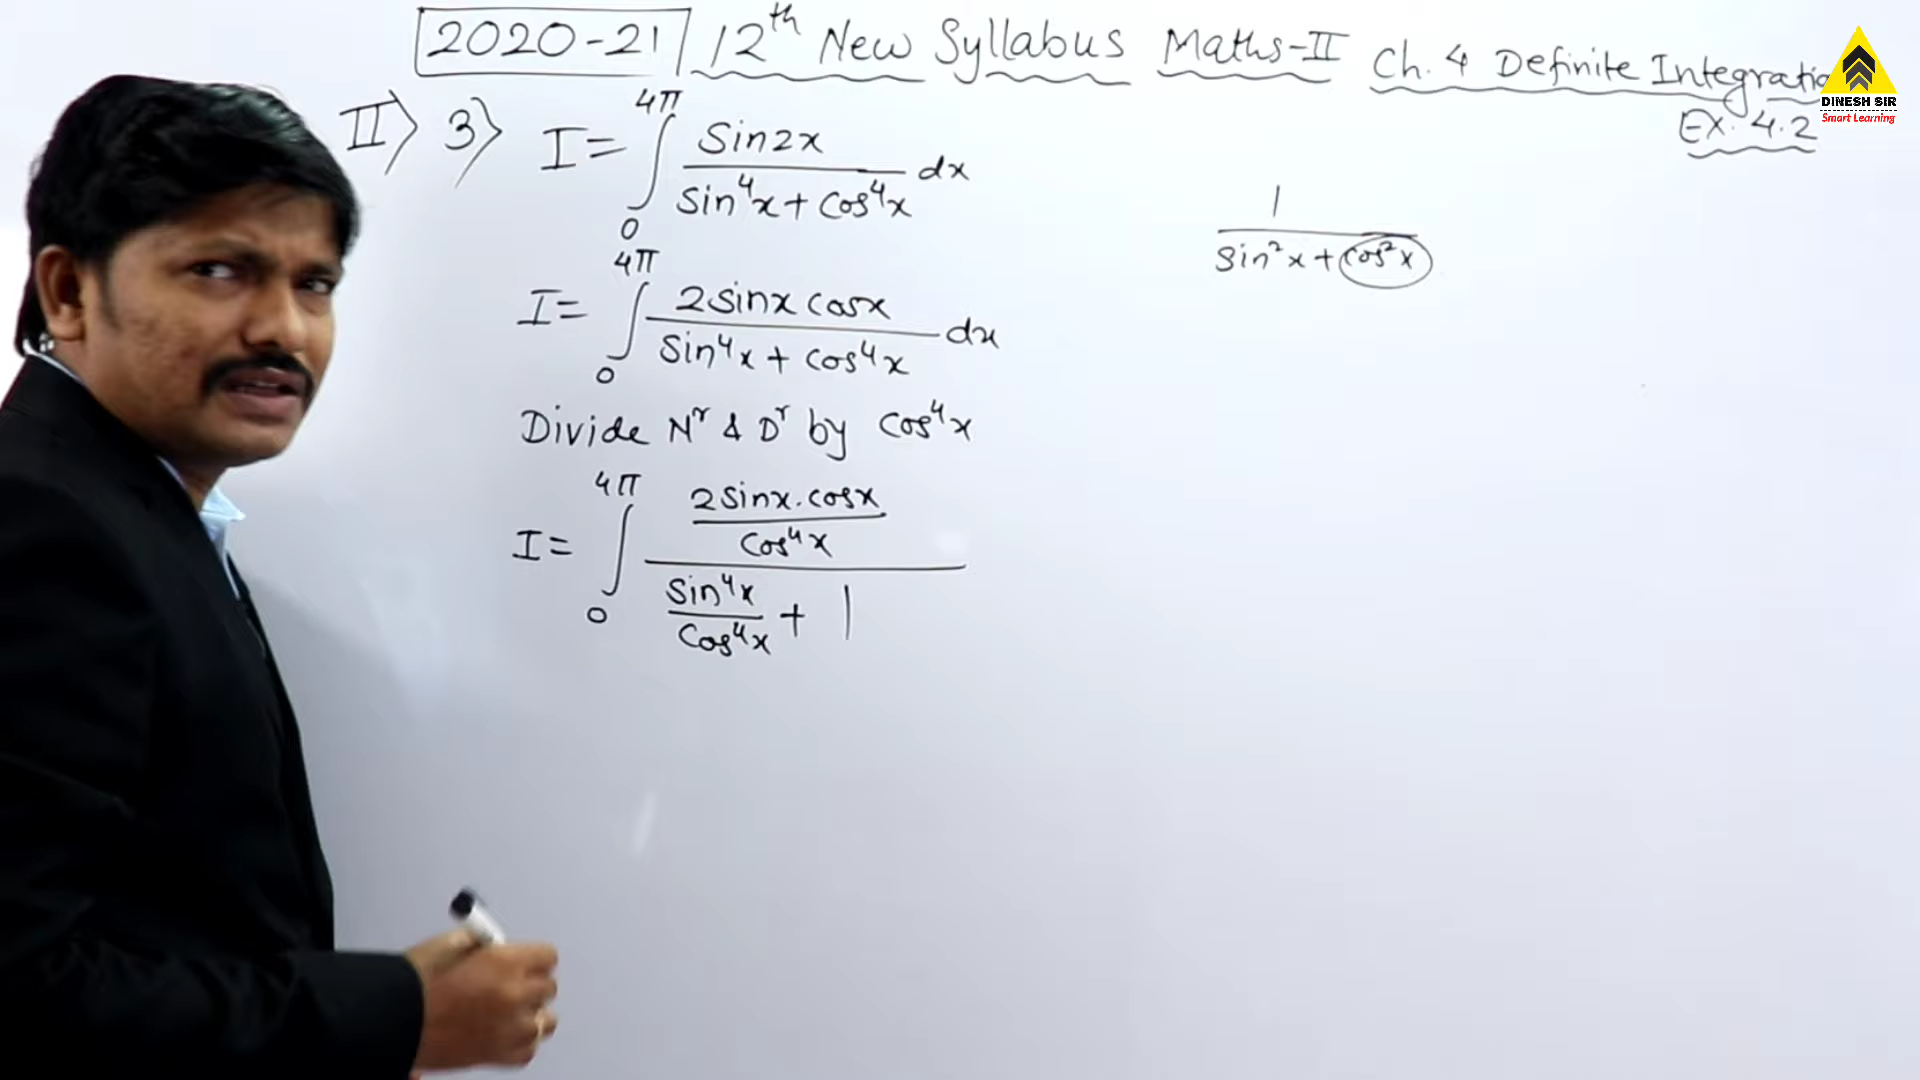 2020-21 12th New Syllabus Maths-II Ch. 4 Definite Integratio
Ex. 4.2
DINESH SIR
Smart Learning
II) 3) I = ∫₀^4π Sin2x / (Sin⁴x + Cos⁴x) dx
1 / (Sin²x + Cos²x)
I = ∫₀^4π 2Sinx Cosx / (Sin⁴x + Cos⁴x) dx
Divide Nʳ & Dʳ by Cos⁴x
I = ∫₀^4π (2Sinx.Cosx / Cos⁴x) / (Sin⁴x / Cos⁴x + 1)